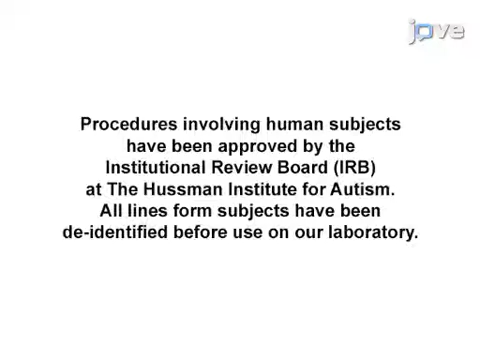 jove
Procedures involving human subjects
have been approved by the
Institutional Review Board (IRB)
at The Hussman Institute for Autism.
All lines form subjects have been
de-identified before use on our laboratory.